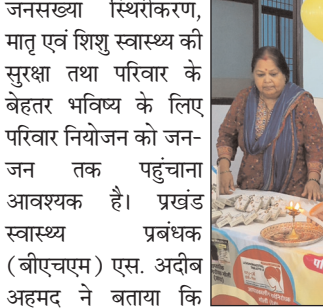 जनसंख्या स्थिरीकरण,
मातृ एवं शिशु स्वास्थ्य की
सुरक्षा तथा परिवार के
बेहतर भविष्य के लिए
परिवार नियोजन को जन-
जन तक पहुंचाना
आवश्यक है। प्रखंड
स्वास्थ्य प्रबंधक
(बीएचएम) एस. अदीब
अहमद ने बताया कि